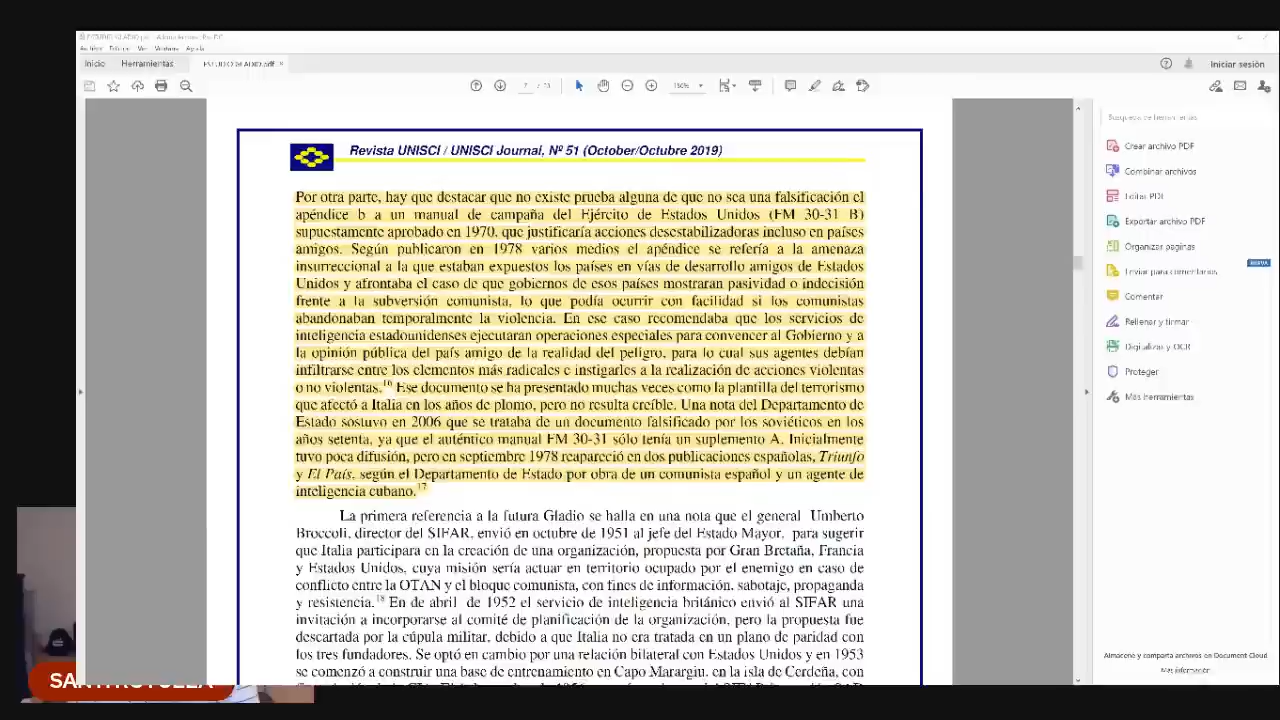 Ventana Ayuda
Inicio Herramientas ESTUDIO GLADIO.pdf × Iniciar sesión
7 / 150%
Búsqueda de herramientas
Crear archivo PDF
Combinar archivos
Editar PDF
Exportar archivo PDF
Organizar páginas
Enviar para comentarios
Comentar
Rellenar y firmar
Digitalizar y OCR
Proteger
Más herramientas
Almacene y comparta archivos en Document Cloud
Más información
Revista UNISCI / UNISCI Journal, Nº 51 (October/Octubre 2019)
Por otra parte, hay que destacar que no existe prueba alguna de que no sea una falsificación el
apéndice b a un manual de campaña del Ejército de Estados Unidos (FM 30-31 B)
supuestamente aprobado en 1970, que justificaría acciones desestabilizadoras incluso en países
amigos. Según publicaron en 1978 varios medios el apéndice se refería a la amenaza
insurreccional a la que estaban expuestos los países en vías de desarrollo amigos de Estados
Unidos y afrontaba el caso de que gobiernos de esos países mostraran pasividad o indecisión
frente a la subversión comunista, lo que podía ocurrir con facilidad si los comunistas
abandonaban temporalmente la violencia. En ese caso recomendaba que los servicios de
inteligencia estadounidenses ejecutaran operaciones especiales para convencer al Gobierno y a
la opinión pública del país amigo de la realidad del peligro, para lo cual sus agentes debían
infiltrarse entre los elementos más radicales e instigarles a la realización de acciones violentas
o no violentas.16 Ese documento se ha presentado muchas veces como la plantilla del terrorismo
que afectó a Italia en los años de plomo, pero no resulta creíble. Una nota del Departamento de
Estado sostuvo en 2006 que se trataba de un documento falsificado por los soviéticos en los
años setenta, ya que el auténtico manual FM 30-31 sólo tenía un suplemento A. Inicialmente
tuvo poca difusión, pero en septiembre 1978 reapareció en dos publicaciones españolas, Triunfo
y El País, según el Departamento de Estado por obra de un comunista español y un agente de
inteligencia cubano.17
La primera referencia a la futura Gladio se halla en una nota que el general Umberto
Broccoli, director del SIFAR, envió en octubre de 1951 al jefe del Estado Mayor, para sugerir
que Italia participara en la creación de una organización, propuesta por Gran Bretaña, Francia
y Estados Unidos, cuya misión sería actuar en territorio ocupado por el enemigo en caso de
conflicto entre la OTAN y el bloque comunista, con fines de información, sabotaje, propaganda
y resistencia.18 En de abril de 1952 el servicio de inteligencia británico envió al SIFAR una
invitación a incorporarse al comité de planificación de la organización, pero la propuesta fue
descartada por la cúpula militar, debido a que Italia no era tratada en un plano de paridad con
los tres fundadores. Se optó en cambio por una relación bilateral con Estados Unidos y en 1953
se comenzó a construir una base de entrenamiento en Capo Marargiu, en la isla de Cerdeña, con